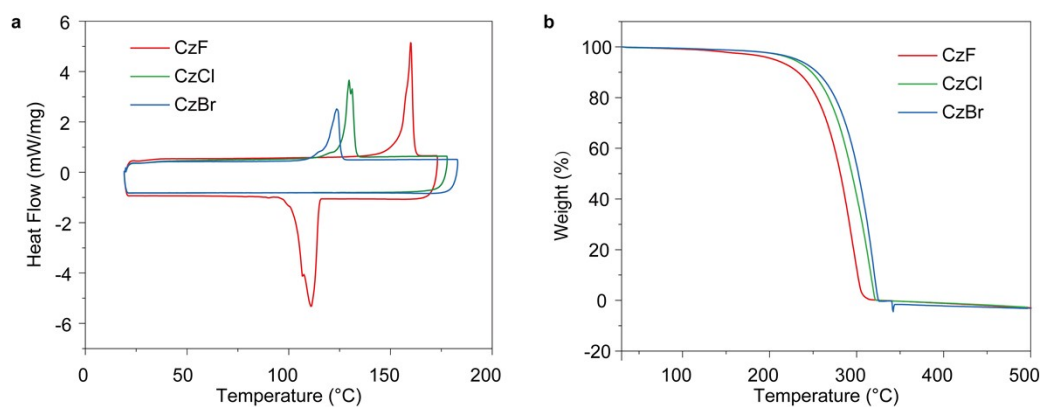 a
6
4
2
0
-2
-4
-6
Heat Flow (mW/mg)
CzF
CzCl
CzBr
0
50
100
150
200
Temperature (°C)
b
100
80
60
40
20
0
-20
Weight (%)
CzF
CzCl
CzBr
100
200
300
400
500
Temperature (°C)